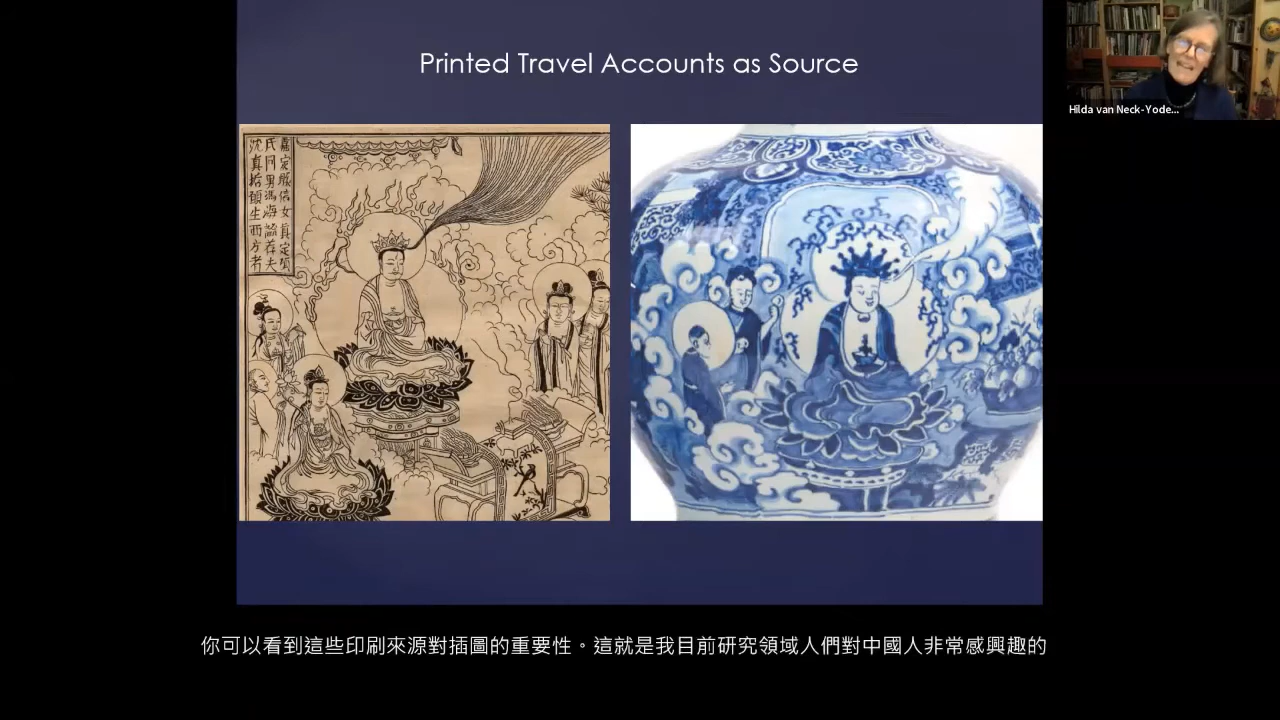 Printed Travel Accounts as Source
Hilda van Neck-Yode...
你可以看到這些印刷來源對插圖的重要性。這就是我目前研究領域人們對中國人非常感興趣的